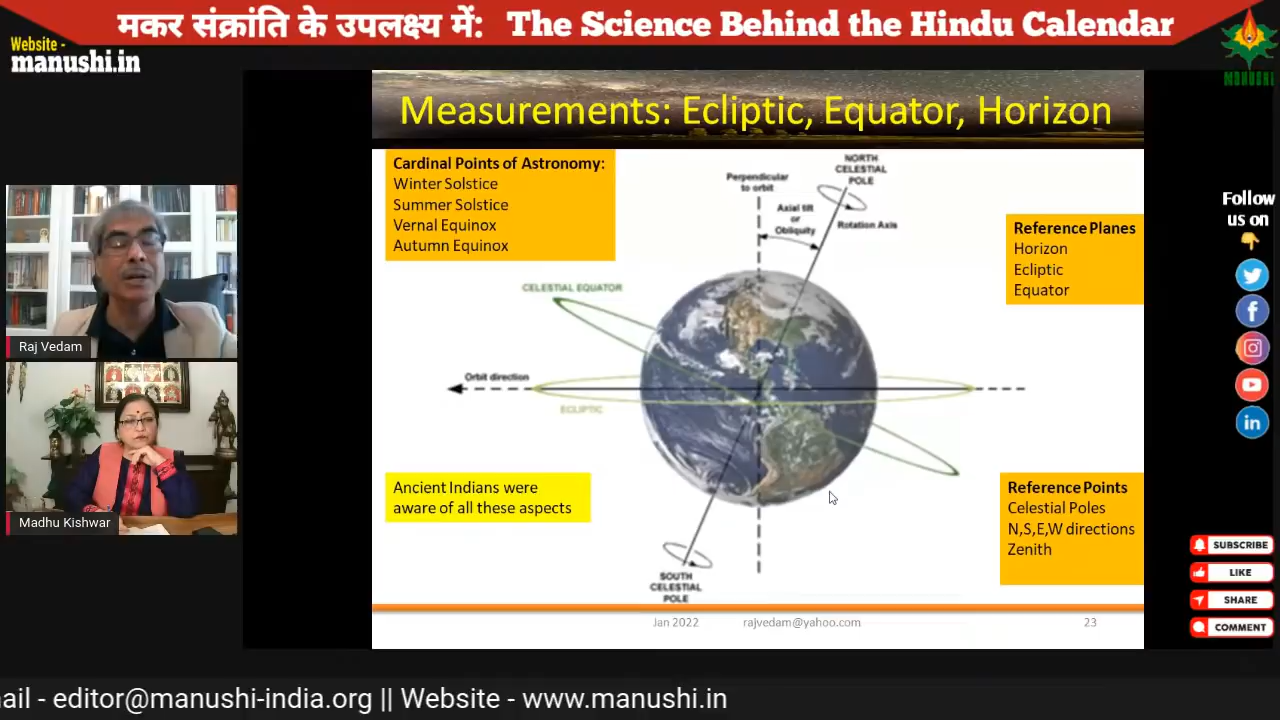 मकर संक्रांति के उपलक्ष्य में: The Science Behind the Hindu Calendar
Website -
manushi.in
MANUSHI
Measurements: Ecliptic, Equator, Horizon
Cardinal Points of Astronomy:
Winter Solstice
Summer Solstice
Vernal Equinox
Autumn Equinox
Perpendicular
to orbit
NORTH
CELESTIAL
POLE
Axial tilt
or
Obliquity
Rotation Axis
Reference Planes
Horizon
Ecliptic
Equator
CELESTIAL EQUATOR
Orbit direction
ECLIPTIC
Ancient Indians were
aware of all these aspects
Reference Points
Celestial Poles
N,S,E,W directions
Zenith
SOUTH
CELESTIAL
POLE
Jan 2022
rajvedam@yahoo.com
23
Raj Vedam
Madhu Kishwar
Follow
us on
SUBSCRIBE
LIKE
SHARE
COMMENT
ail - editor@manushi-india.org || Website - www.manushi.in